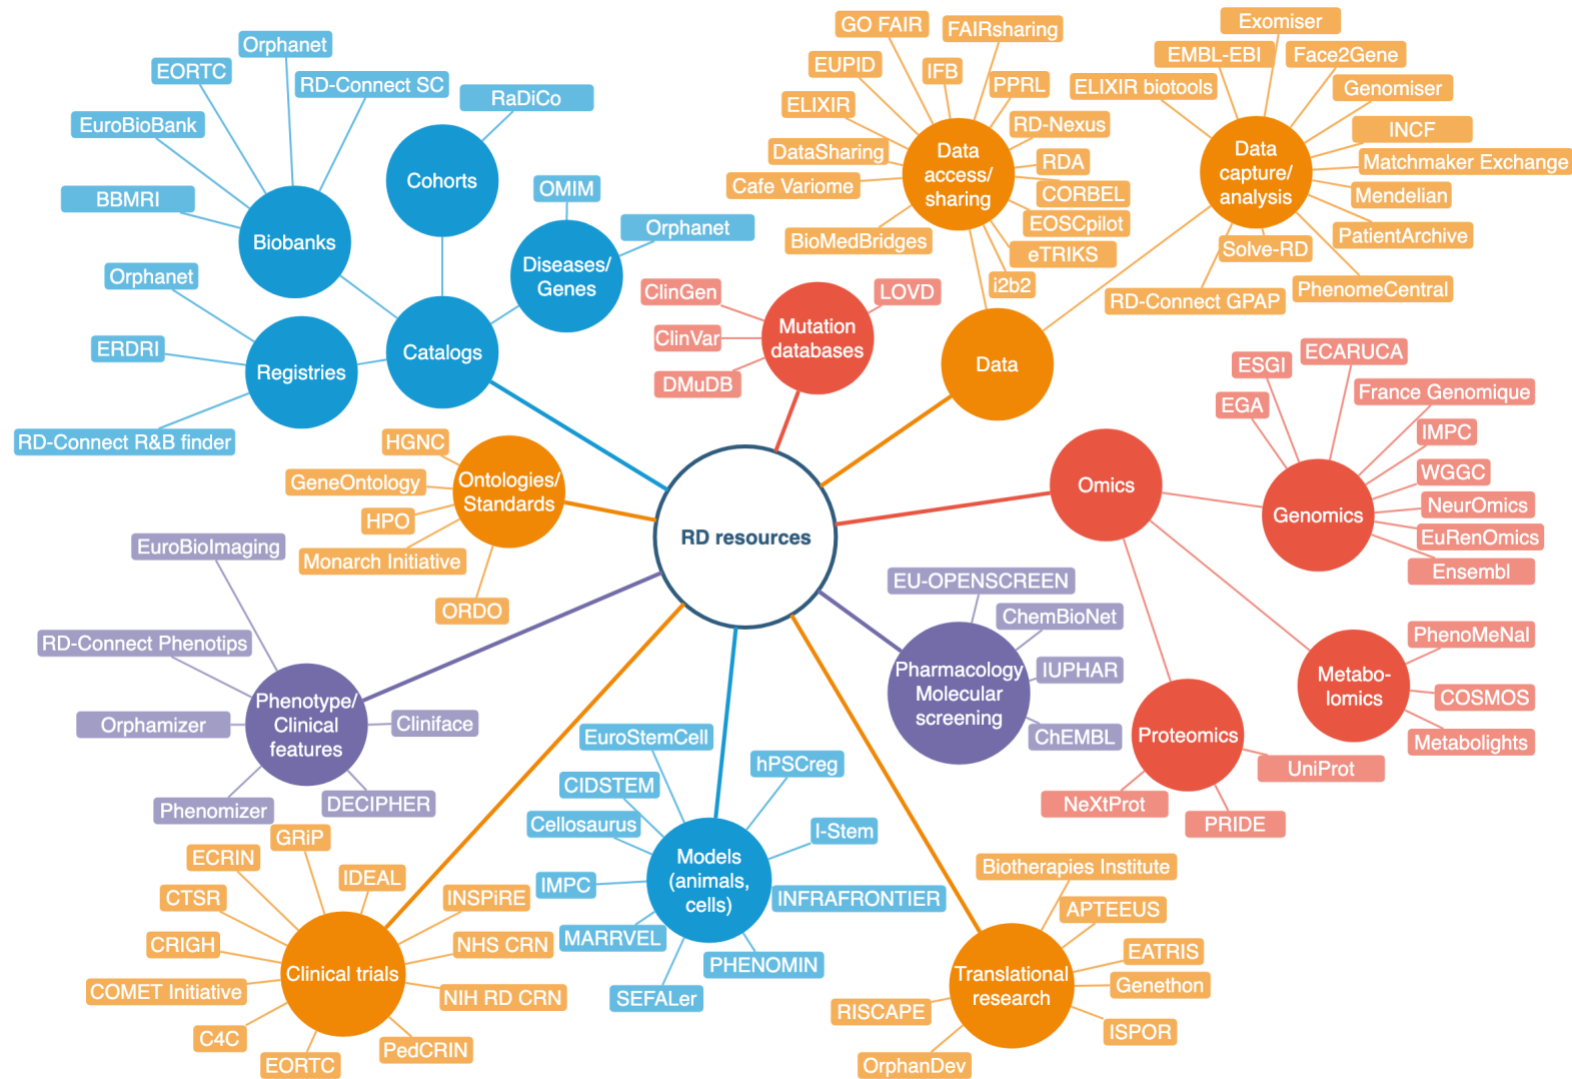 Orphanet
EORTC
RD-Connect SC
EuroBioBank
BBMRI
Biobanks
RaDiCo
Cohorts
OMIM
Orphanet
Diseases/
Genes
Orphanet
ERDRI
RD-Connect R&B finder
Registries
Catalogs
GO FAIR
FAIRsharing
EUPID
IFB
PPRL
ELIXIR
RD-Nexus
DataSharing
RDA
Cafe Variome
CORBEL
BioMedBridges
EOSCpilot
eTRIKS
i2b2
Data
access/
sharing
Exomiser
EMBL-EBI
Face2Gene
ELIXIR biotools
Genomiser
INCF
Matchmaker Exchange
Mendelian
PatientArchive
Solve-RD
PhenomeCentral
RD-Connect GPAP
Data
capture/
analysis
Data
ClinGen
LOVD
ClinVar
DMuDB
Mutation
databases
HGNC
GeneOntology
HPO
Monarch Initiative
ORDO
Ontologies/
Standards
RD resources
Omics
ECARUCA
ESGI
EGA
France Genomique
IMPC
WGGC
NeurOmics
EuRenOmics
Ensembl
Genomics
PhenoMeNal
COSMOS
Metabolights
Metabo-
lomics
Proteomics
UniProt
NeXtProt
PRIDE
EU-OPENSCREEN
ChemBioNet
IUPHAR
ChEMBL
Pharmacology
Molecular
screening
EuroBioImaging
RD-Connect Phenotips
Orphamizer
Cliniface
Phenomizer
DECIPHER
Phenotype/
Clinical
features
GRiP
ECRIN
IDEAL
CTSR
INSPiRE
CRIGH
NHS CRN
COMET Initiative
NIH RD CRN
C4C
PedCRIN
EORTC
Clinical trials
EuroStemCell
hPSCreg
CIDSTEM
Cellosaurus
I-Stem
IMPC
INFRAFRONTIER
MARRVEL
PHENOMIN
SEFALer
Models
(animals,
cells)
Biotherapies Institute
APTEEUS
EATRIS
Genethon
RISCAPE
ISPOR
OrphanDev
Translational
research